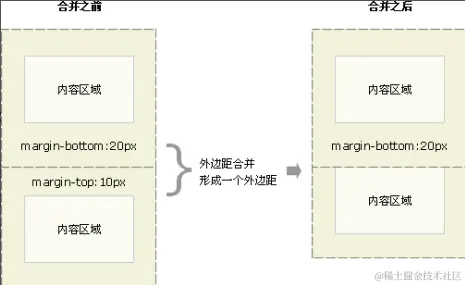 合并之前
合并之后
内容区域
内容区域
margin-bottom:20px
margin-bottom:20px
外边距合并
形成一个外边距
margin-top:10px
内容区域
内容区域
@稀土掘金技术社区